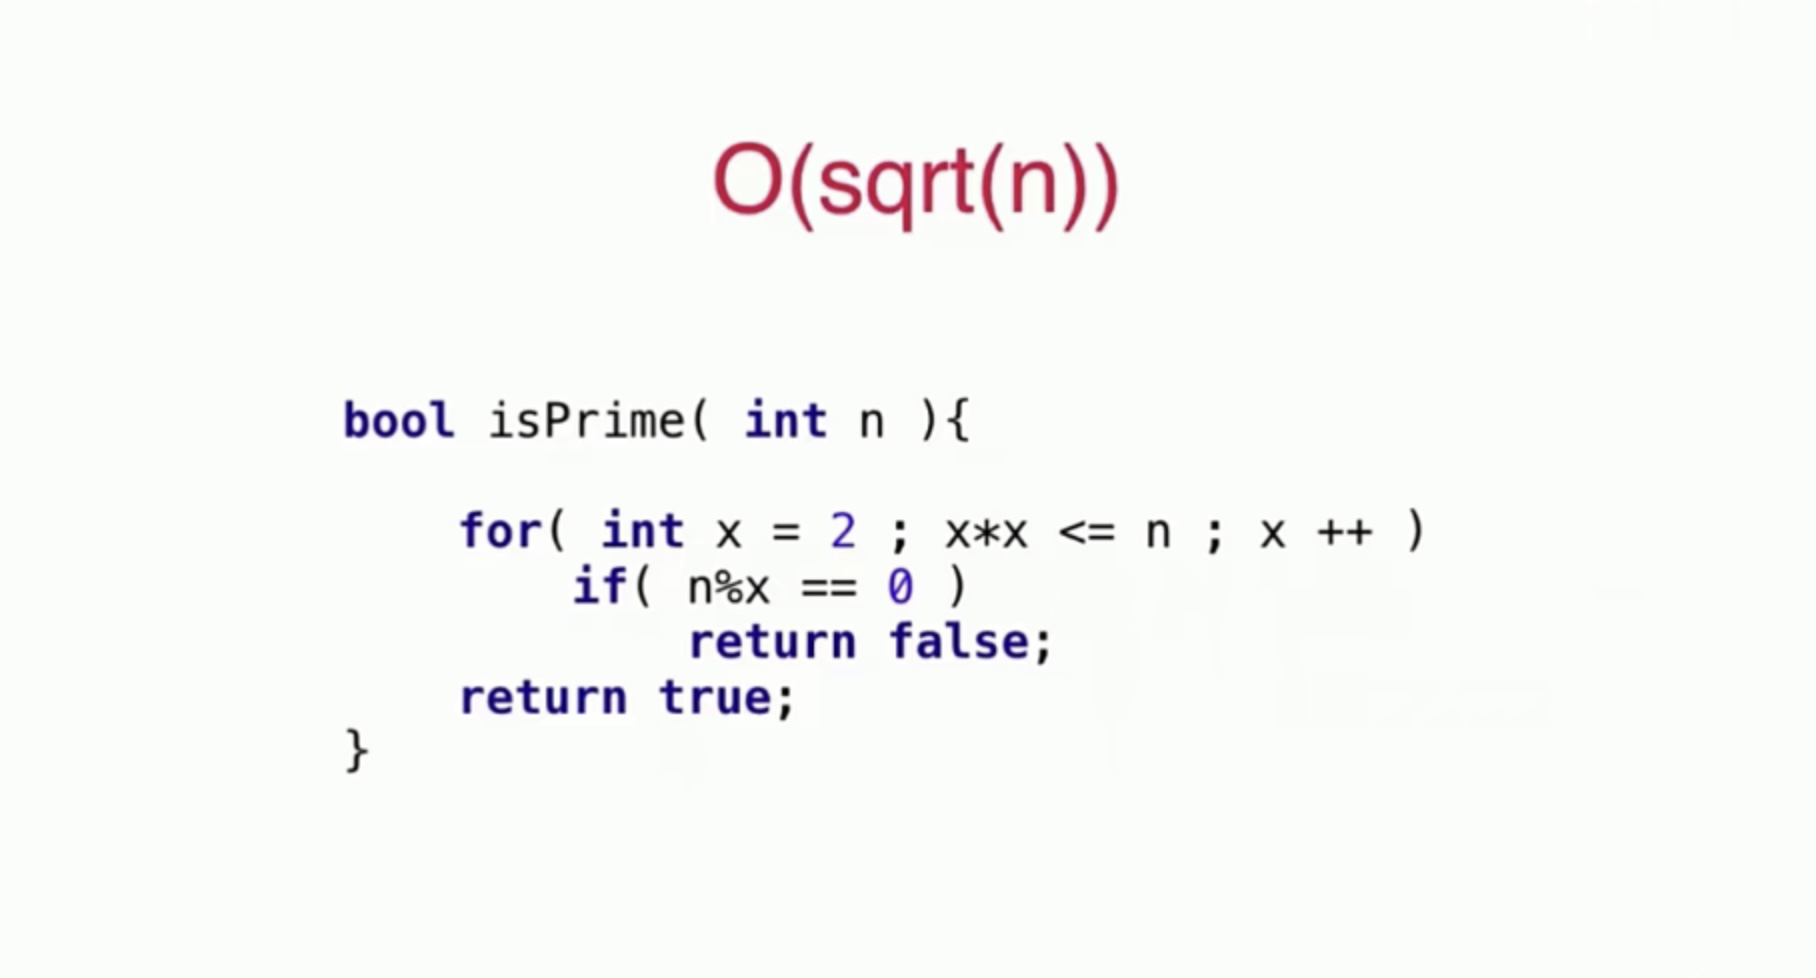 O(sqrt(n))
bool isPrime( int n ){
for( int x = 2 ; x*x <= n ; x ++ )
if( n%x == 0 )
return false;
return true;
}